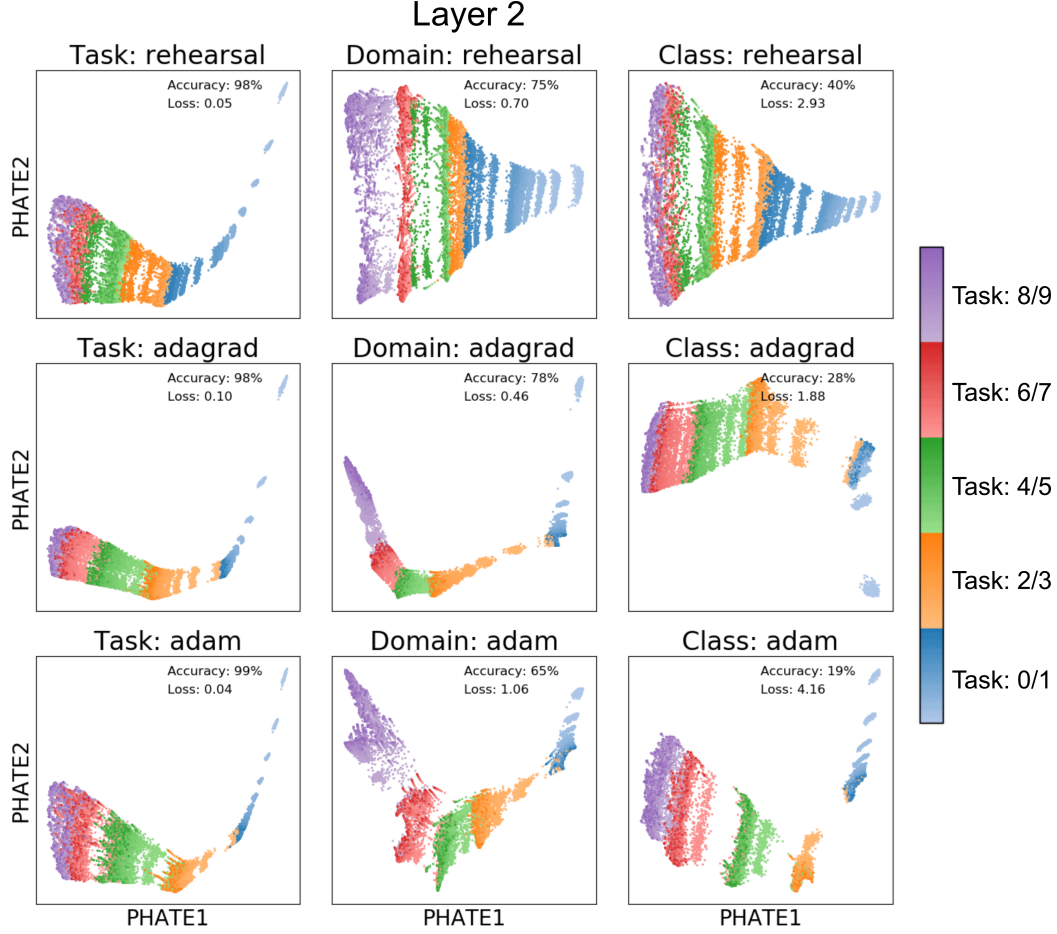 Layer 2
Task: rehearsal
Domain: rehearsal
Class: rehearsal
Accuracy: 98%
Loss: 0.05
Accuracy: 75%
Loss: 0.70
Accuracy: 40%
Loss: 2.93
PHATE2
Task: adagrad
Domain: adagrad
Class: adagrad
Accuracy: 98%
Loss: 0.10
Accuracy: 78%
Loss: 0.46
Accuracy: 28%
Loss: 1.88
PHATE2
Task: adam
Domain: adam
Class: adam
Accuracy: 99%
Loss: 0.04
Accuracy: 65%
Loss: 1.06
Accuracy: 19%
Loss: 4.16
PHATE2
PHATE1
PHATE1
PHATE1
Task: 8/9
Task: 6/7
Task: 4/5
Task: 2/3
Task: 0/1